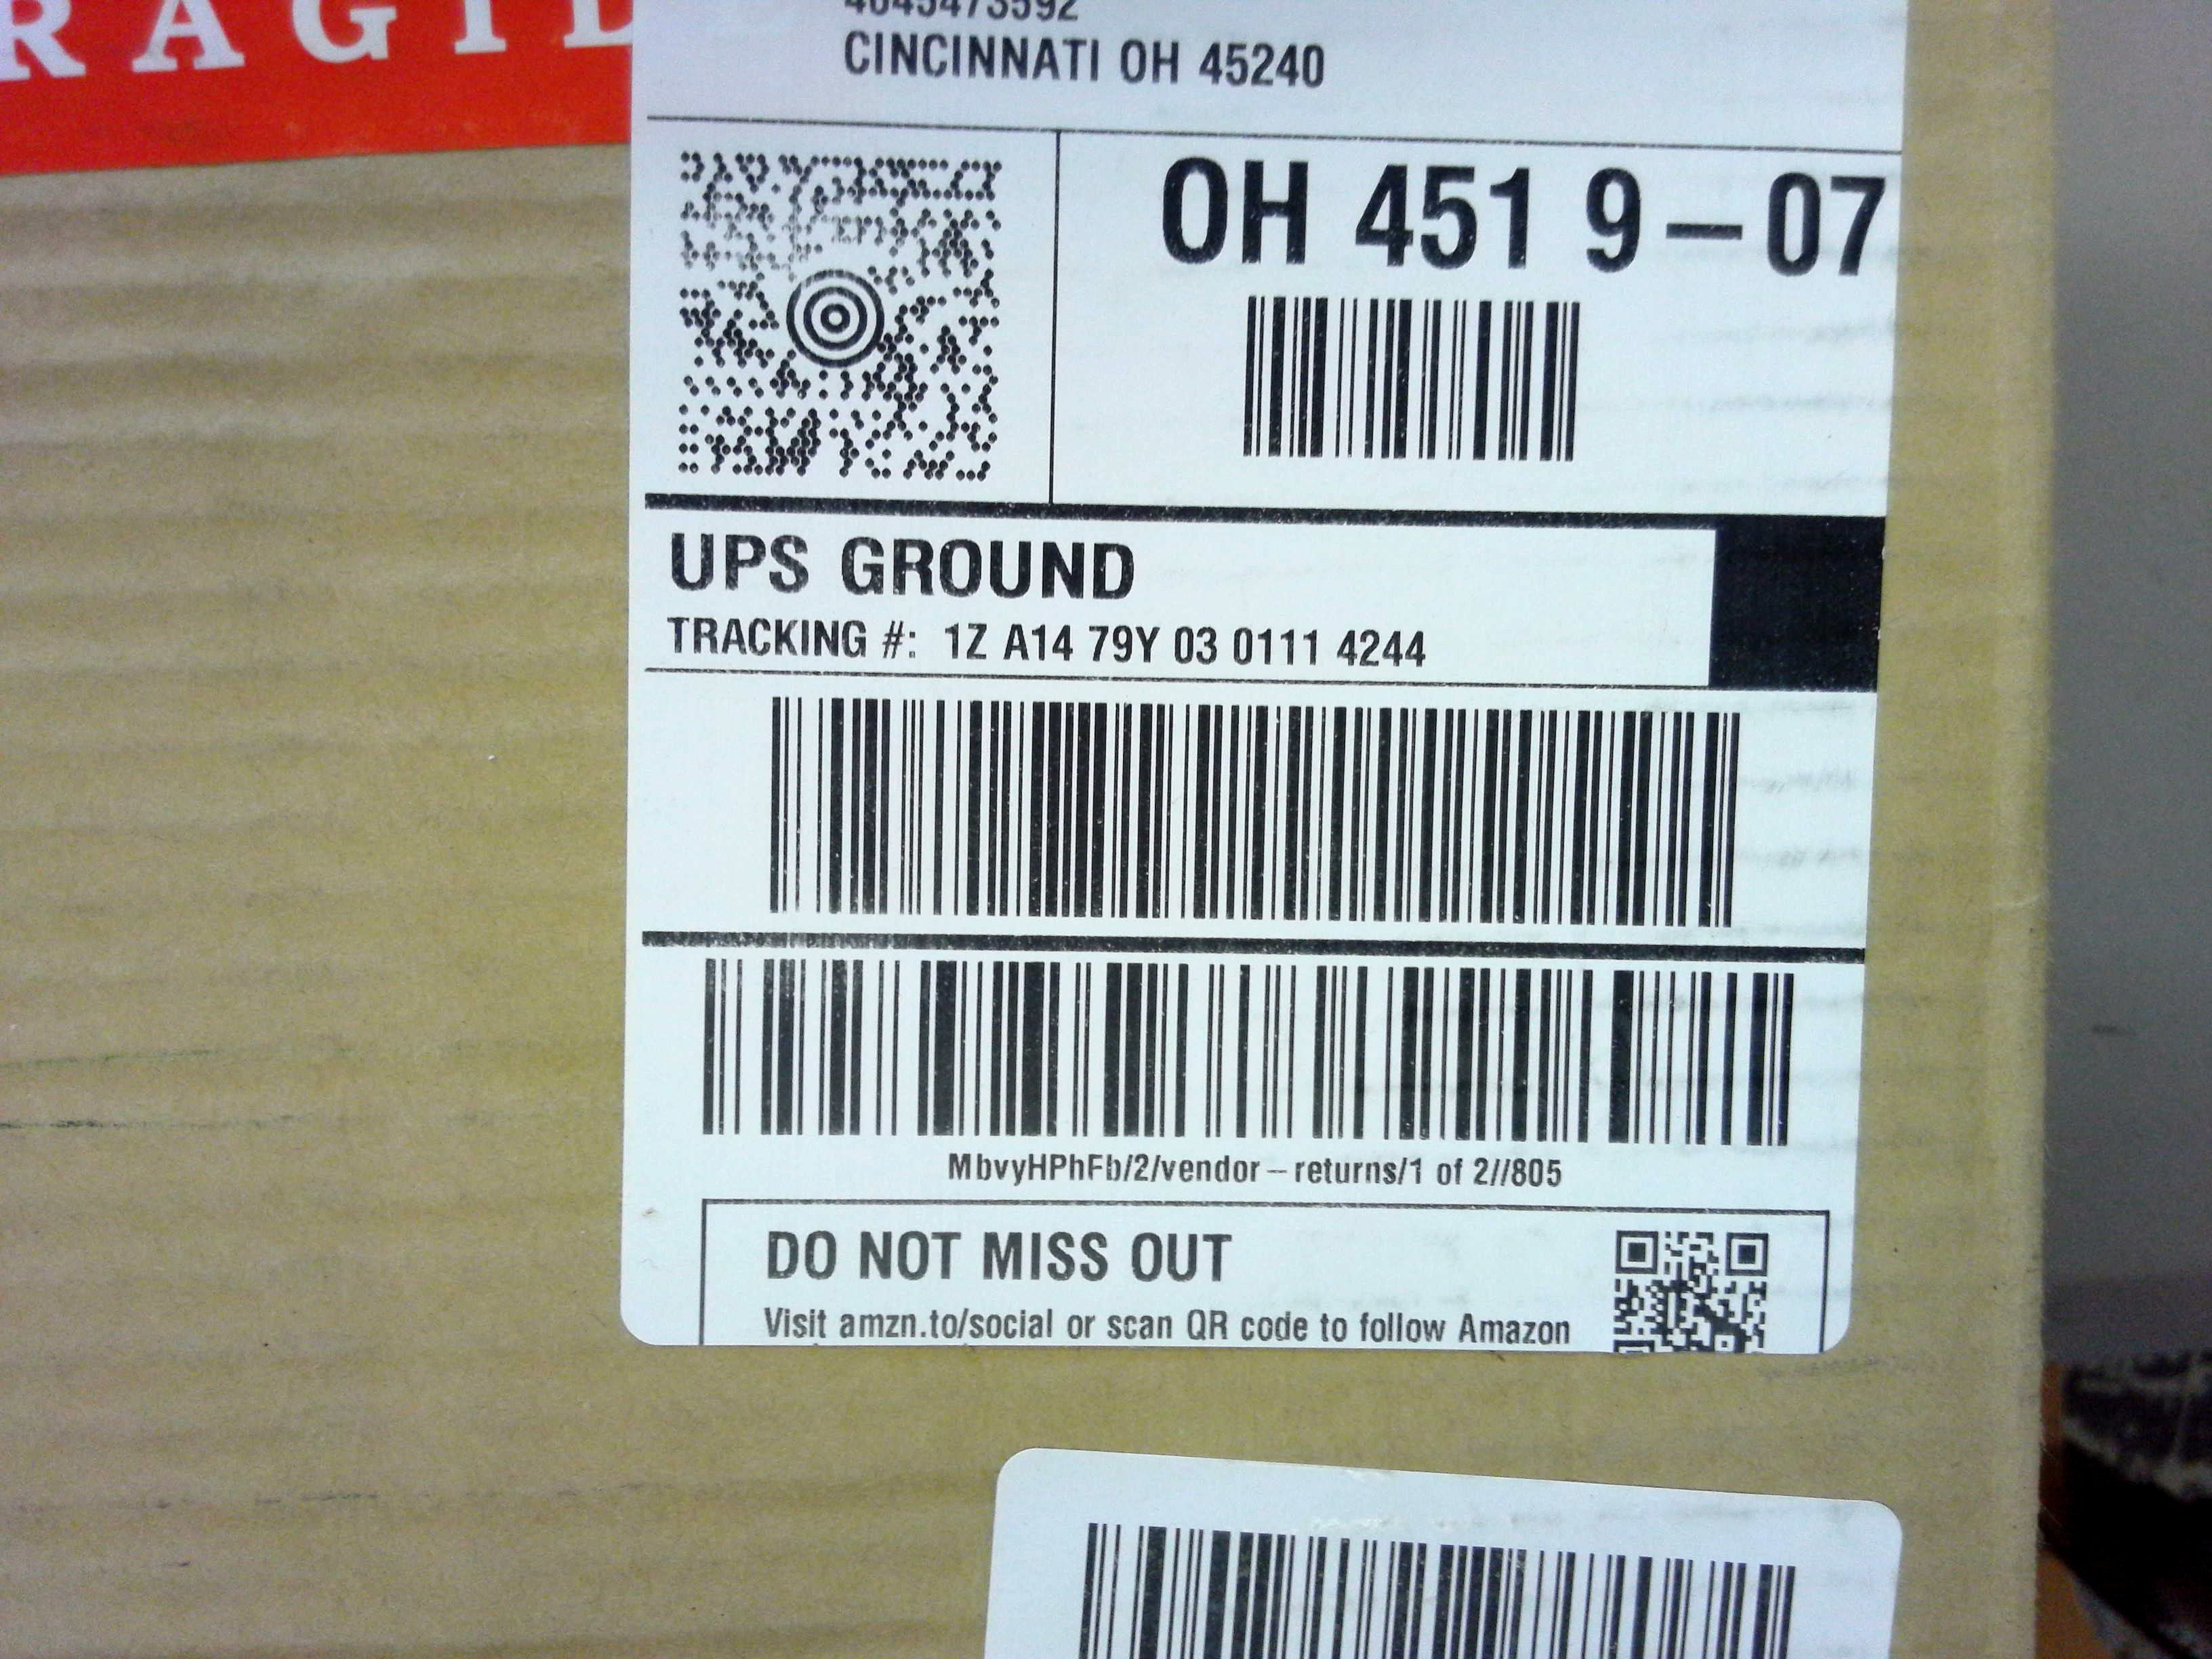 RAGIL
4045473592
CINCINNATI OH 45240
OH 451 9-07
UPS GROUND
TRACKING #: 1Z A14 79Y 03 0111 4244
MbvyHPhFb/2/vendor-returns/1 of 2//805
DO NOT MISS OUT
Visit amzn.to/social or scan QR code to follow Amazon